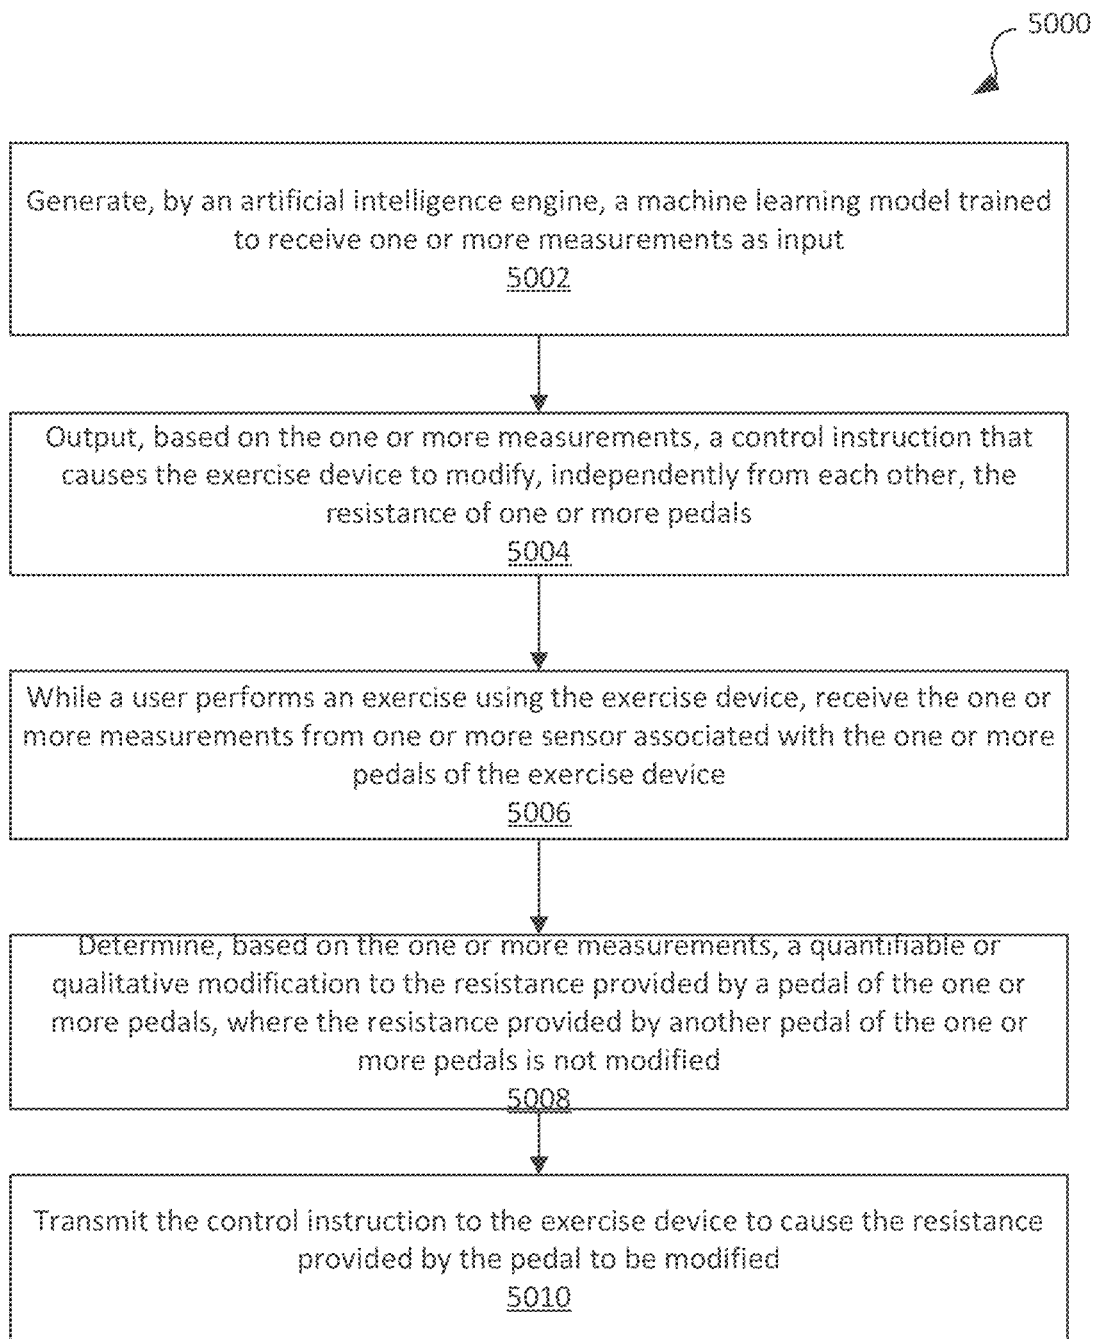 5000
Generate, by an artificial intelligence engine, a machine learning model trained
to receive one or more measurements as input
5002
Output, based on the one or more measurements, a control instruction that
causes the exercise device to modify, independently from each other, the
resistance of one or more pedals
5004
While a user performs an exercise using the exercise device, receive the one or
more measurements from one or more sensor associated with the one or more
pedals of the exercise device
5006
Determine, based on the one or more measurements, a quantifiable or
qualitative modification to the resistance provided by a pedal of the one or
more pedals, where the resistance provided by another pedal of the one or
more pedals is not modified
5008
Transmit the control instruction to the exercise device to cause the resistance
provided by the pedal to be modified
5010